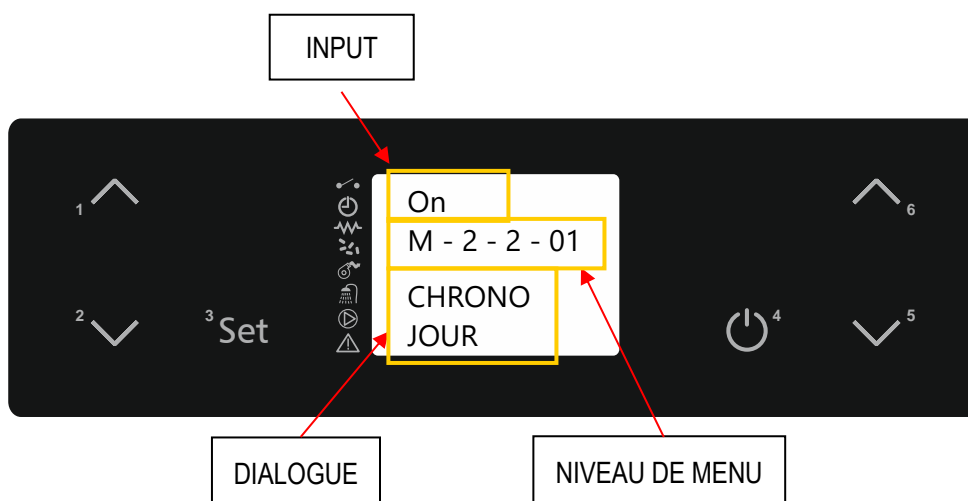 INPUT
On
M - 2 - 2 - 01
CHRONO
JOUR
1
6
2
3 Set
4
5
DIALOGUE
NIVEAU DE MENU